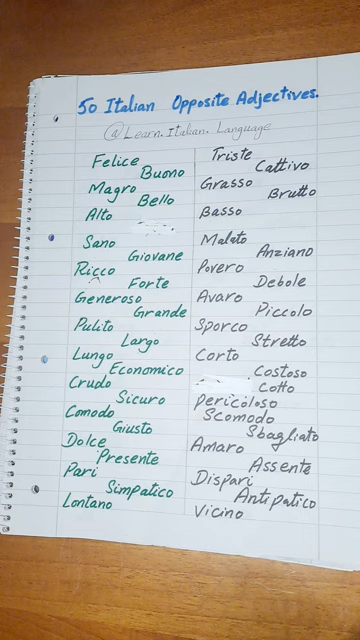 50 Italian Opposite Adjectives.
@Learn.Italian.Language
Felice Triste
Buono Cattivo
Magro Grasso
Bello Brutto
Alto Basso
Sano Malato
Giovane Anziano
Ricco Povero
Forte Debole
Generoso Avaro
Grande Piccolo
Pulito Sporco
Largo Stretto
Lungo Corto
Economico Costoso
Crudo Cotto
Sicuro Pericoloso
Comodo Scomodo
Giusto Sbagliato
Dolce Amaro
Presente Assente
Pari Dispari
Simpatico Antipatico
Lontano Vicino